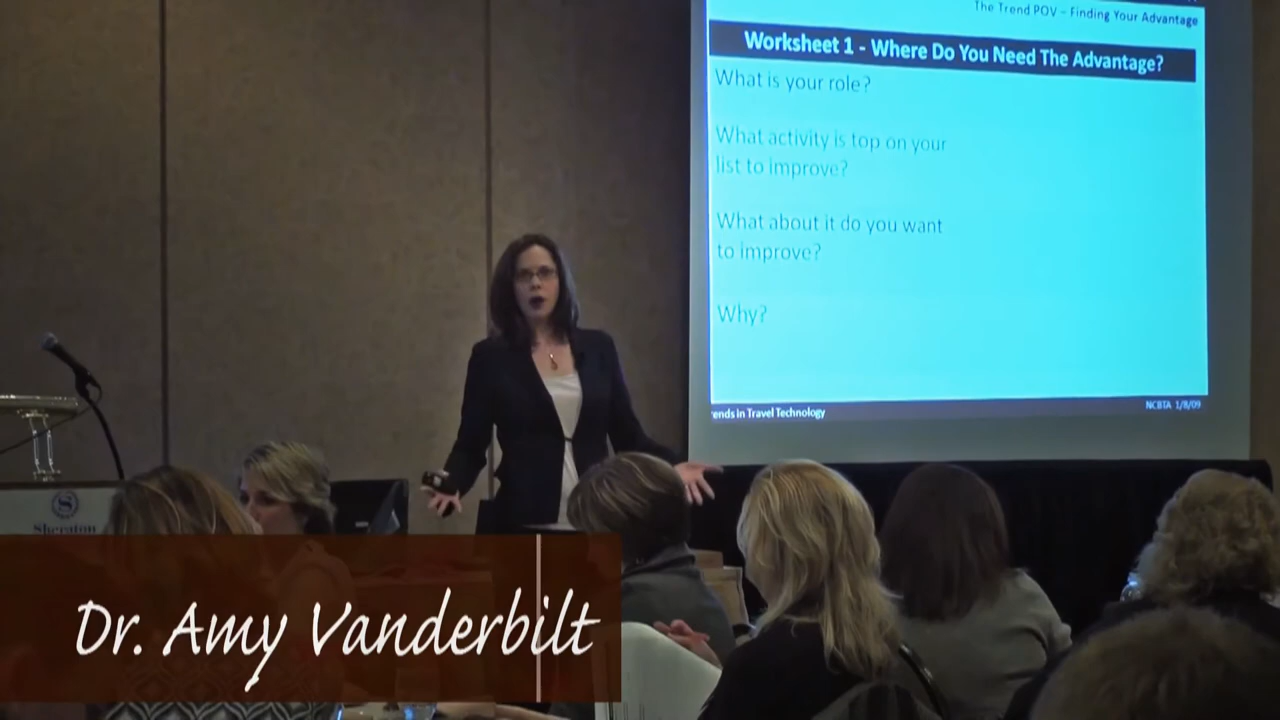 The Trend POV – Finding Your Advantage
Worksheet 1 - Where Do You Need The Advantage?
What is your role?
What activity is top on your
list to improve?
What about it do you want
to improve?
Why?
ends in Travel Technology
NCBTA 1/8/09
Sheraton
Dr. Amy Vanderbilt